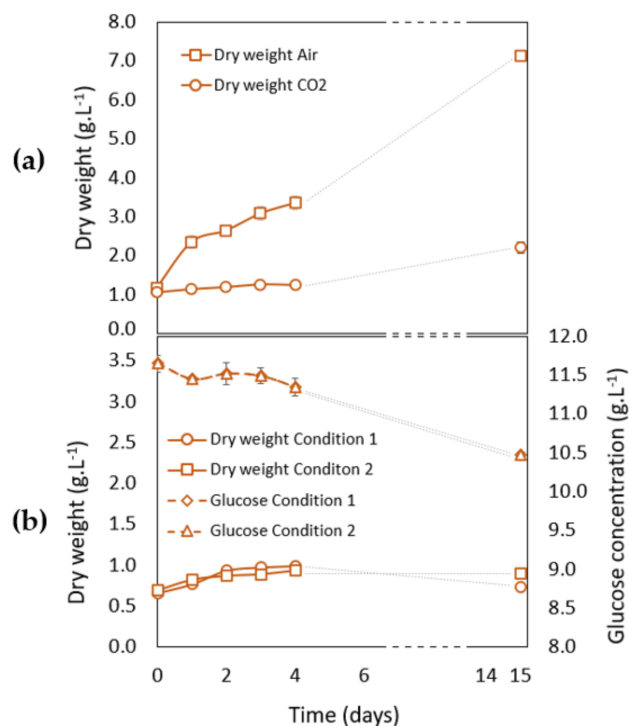 (a)
Dry weight (g.L-1)
8.0
7.0
6.0
5.0
4.0
3.0
2.0
1.0
0.0
Dry weight Air
Dry weight CO2
(b)
Dry weight (g.L-1)
3.5
3.0
2.5
2.0
1.5
1.0
0.5
0.0
Dry weight Condition 1
Dry weight Conditon 2
Glucose Condition 1
Glucose Condition 2
12.0
11.5
11.0
10.5
10.0
9.5
9.0
8.5
8.0
Glucose concentration (g.L-1)
0 2 4 6 14 15
Time (days)